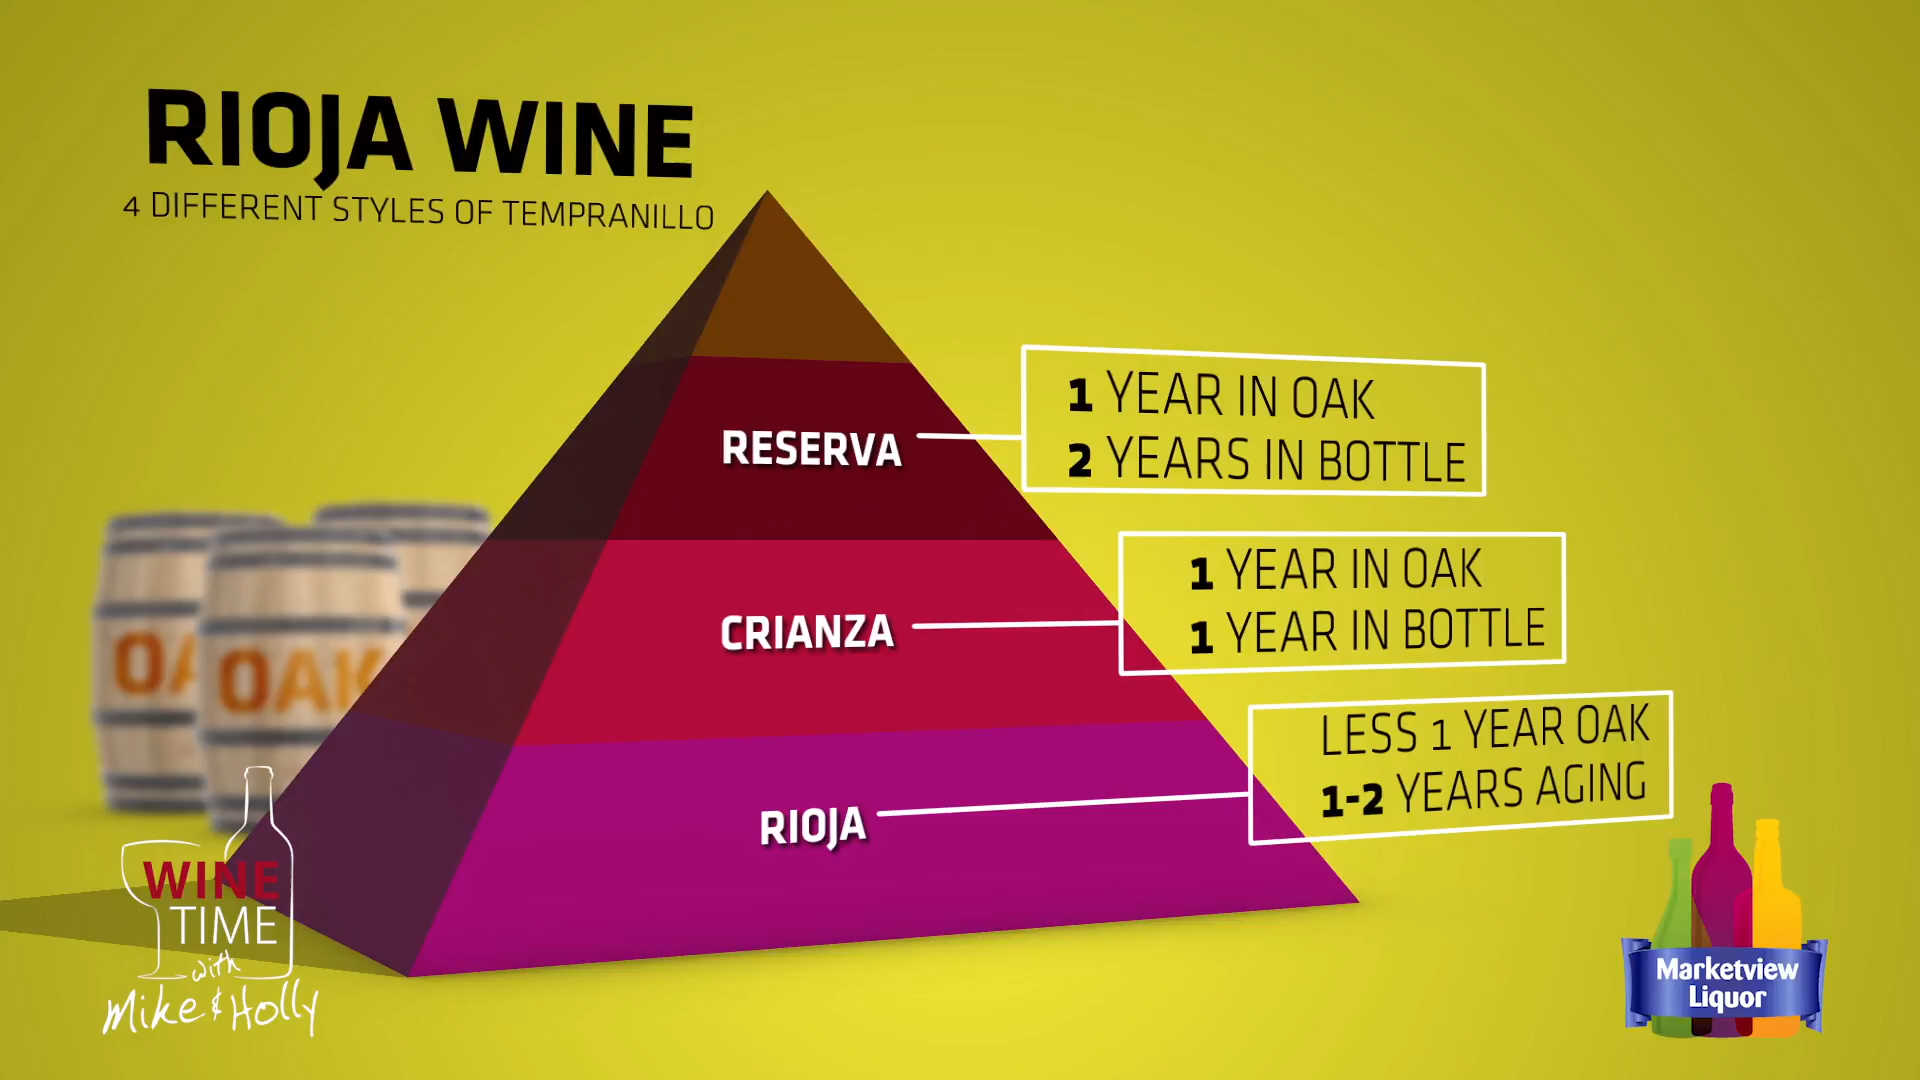 RIOJA WINE
4 DIFFERENT STYLES OF TEMPRANILLO
RESERVA
1 YEAR IN OAK
2 YEARS IN BOTTLE
CRIANZA
1 YEAR IN OAK
1 YEAR IN BOTTLE
RIOJA
LESS 1 YEAR OAK
1-2 YEARS AGING
OA
OAK
WINE
TIME
with
Mike & Holly
Marketview
Liquor